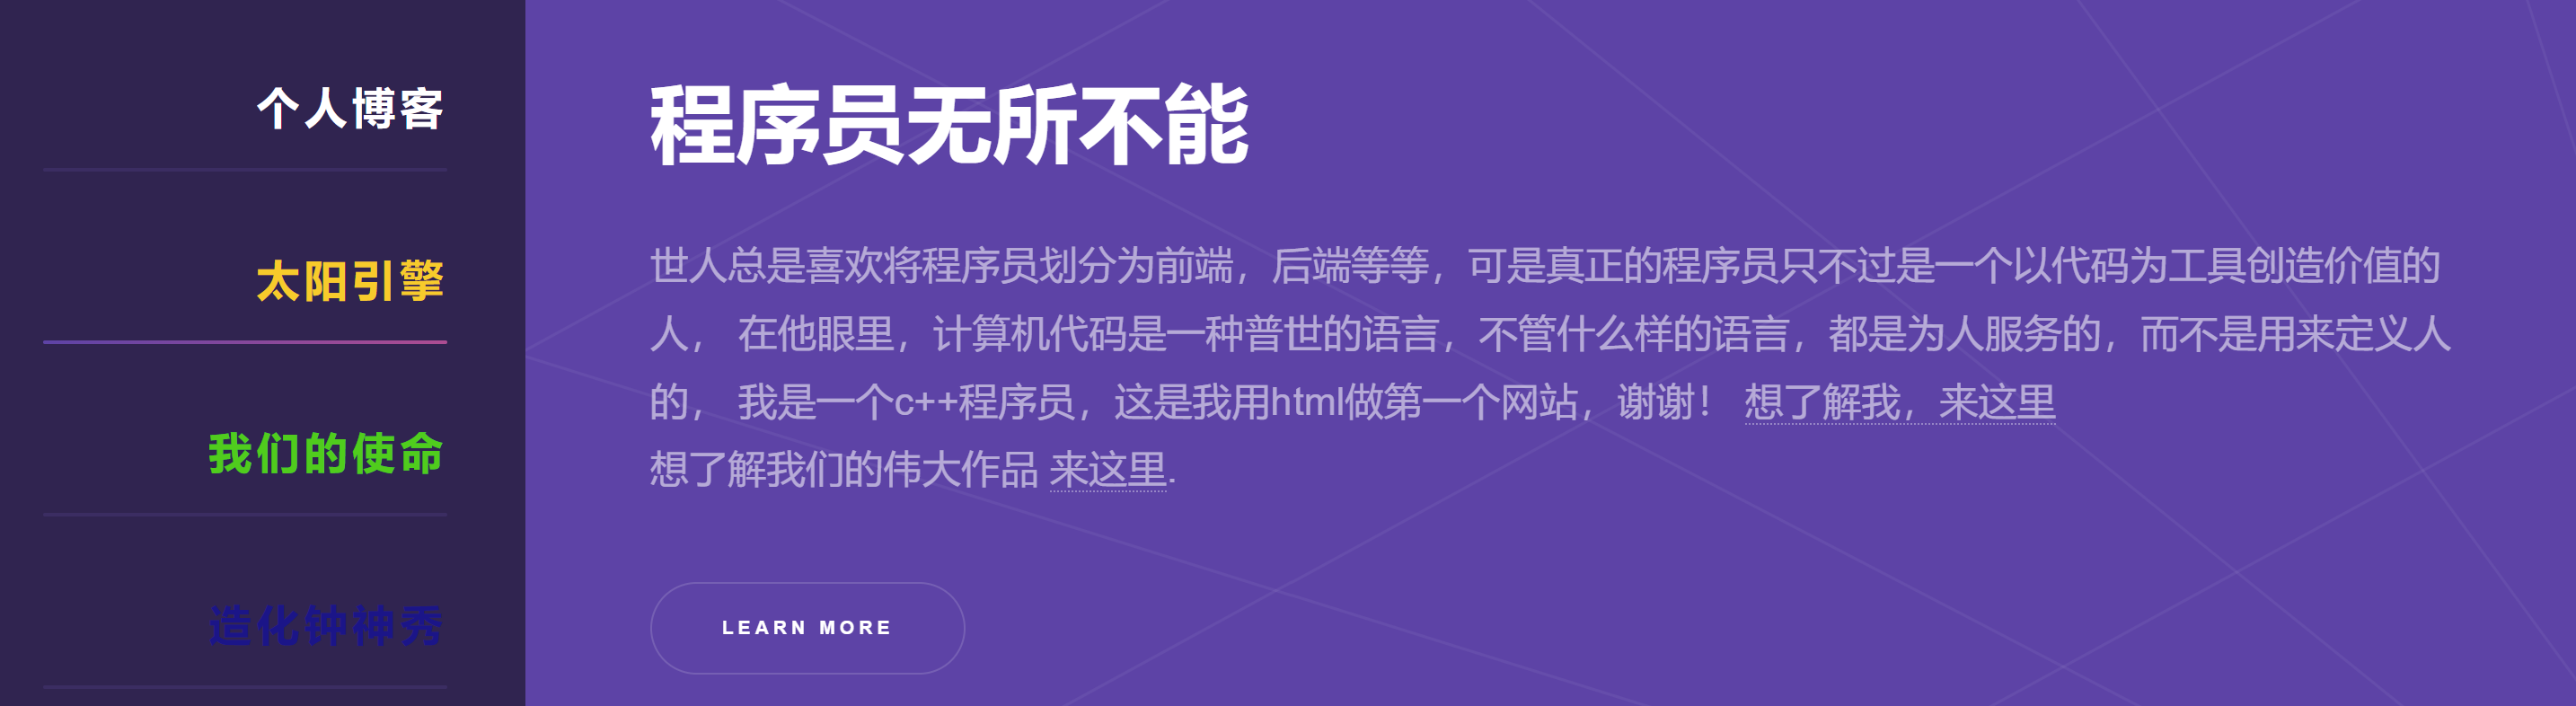 个人博客
太阳引擎
我们的使命
造化钟神秀
程序员无所不能
世人总是喜欢将程序员划分为前端，后端等等，可是真正的程序员只不过是一个以代码为工具创造价值的
人， 在他眼里，计算机代码是一种普世的语言，不管什么样的语言，都是为人服务的，而不是用来定义人
的， 我是一个c++程序员，这是我用html做第一个网站，谢谢！ 想了解我，来这里
想了解我们的伟大作品 来这里.
LEARN MORE